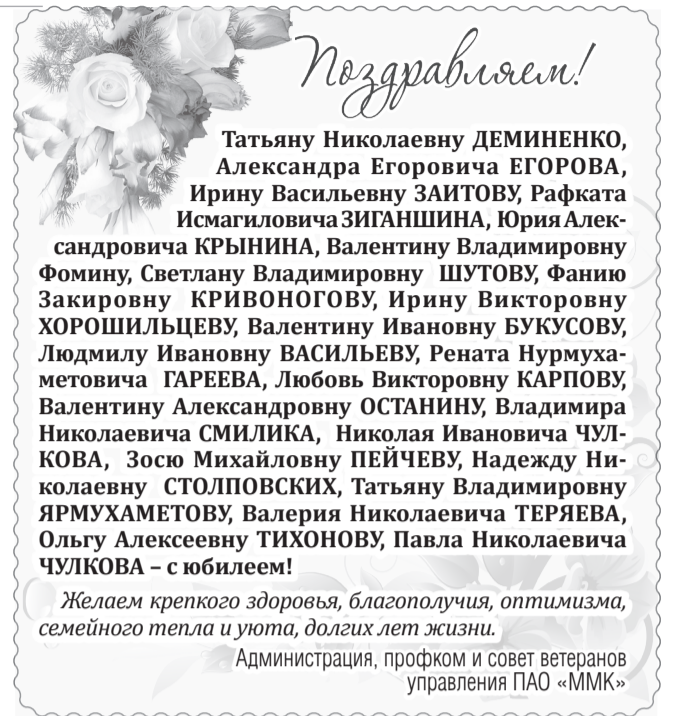 Поздравляем!
Татьяну Николаевну ДЕМИНЕНКО,
Александра Егоровича ЕГОРОВА,
Ирину Васильевну ЗАИТОВУ, Рафката
Исмагиловича ЗИГАНШИНА, Юрия Алек-
сандровича КРЫНИНА, Валентину Владимировну
Фомину, Светлану Владимировну ШУТОВУ, Фанию
Закировну КРИВОНОГОВУ, Ирину Викторовну
ХОРОШИЛЬЦЕВУ, Валентину Ивановну БУКУСОВУ,
Людмилу Ивановну ВАСИЛЬЕВУ, Рената Нурмуха-
метовича ГАРЕЕВА, Любовь Викторовну КАРПОВУ,
Валентину Александровну ОСТАНИНУ, Владимира
Николаевича СМИЛИКА, Николая Ивановича ЧУЛ-
КОВА, Зосю Михайловну ПЕЙЧЕВУ, Надежду Ни-
колаевну СТОЛПОВСКИХ, Татьяну Владимировну
ЯРМУХАМЕТОВУ, Валерия Николаевича ТЕРЯЕВА,
Ольгу Алексеевну ТИХОНОВУ, Павла Николаевича
ЧУЛКОВА – с юбилеем!
Желаем крепкого здоровья, благополучия, оптимизма,
семейного тепла и уюта, долгих лет жизни.
Администрация, профком и совет ветеранов
управления ПАО «ММК»